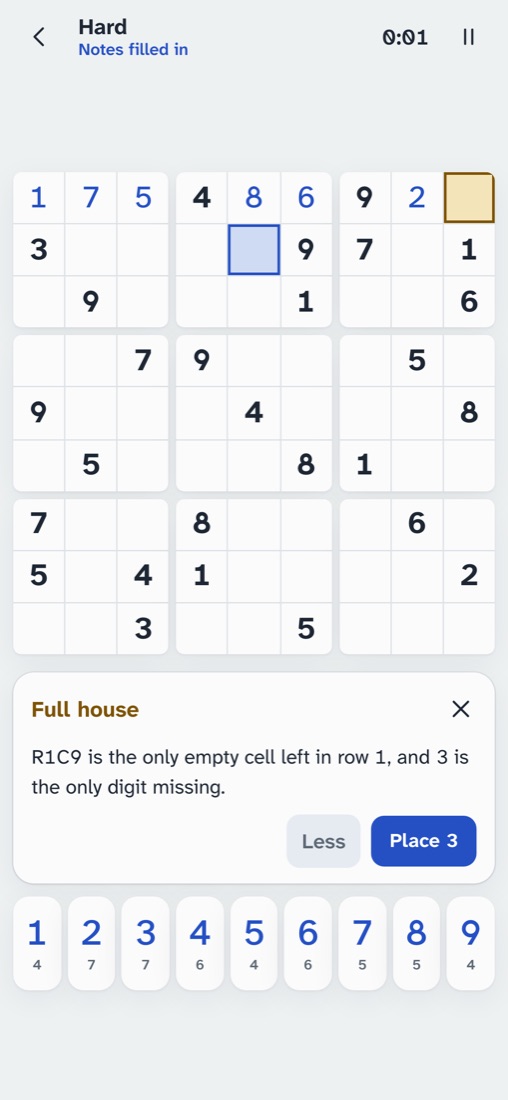 Hard
Notes filled in
0:01
1 7 5 4 8 6 9 2
3 9 7 1
9 1 6
7 9 5
9 4 8
5 8 1
7 8 6
5 4 1 2
3 5
Full house
R1C9 is the only empty cell left in row 1, and 3 is
the only digit missing.
Less
Place 3
1 2 3 4 5 6 7 8 9
4 7 7 6 4 6 5 5 4